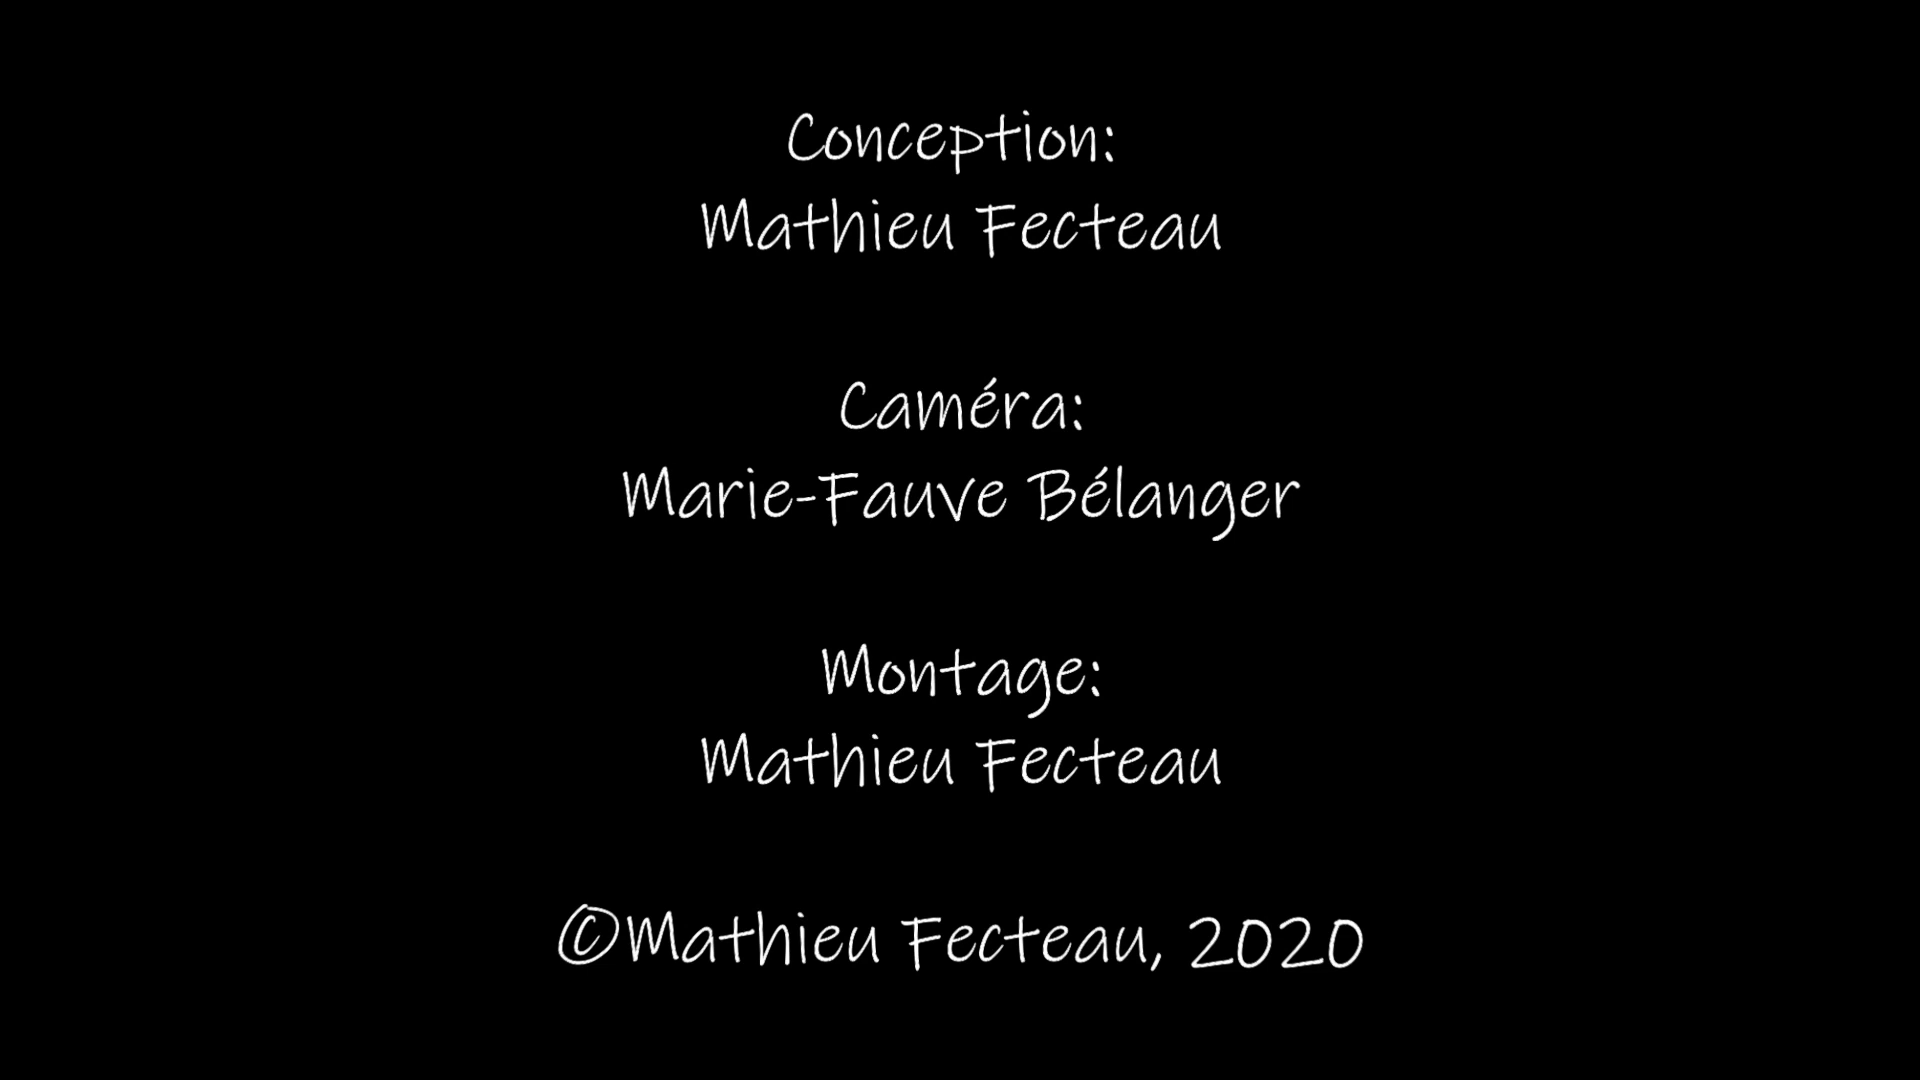 Conception:
Mathieu Fecteau
Caméra:
Marie-Fauve Bélanger
Montage:
Mathieu Fecteau
©Mathieu Fecteau, 2020